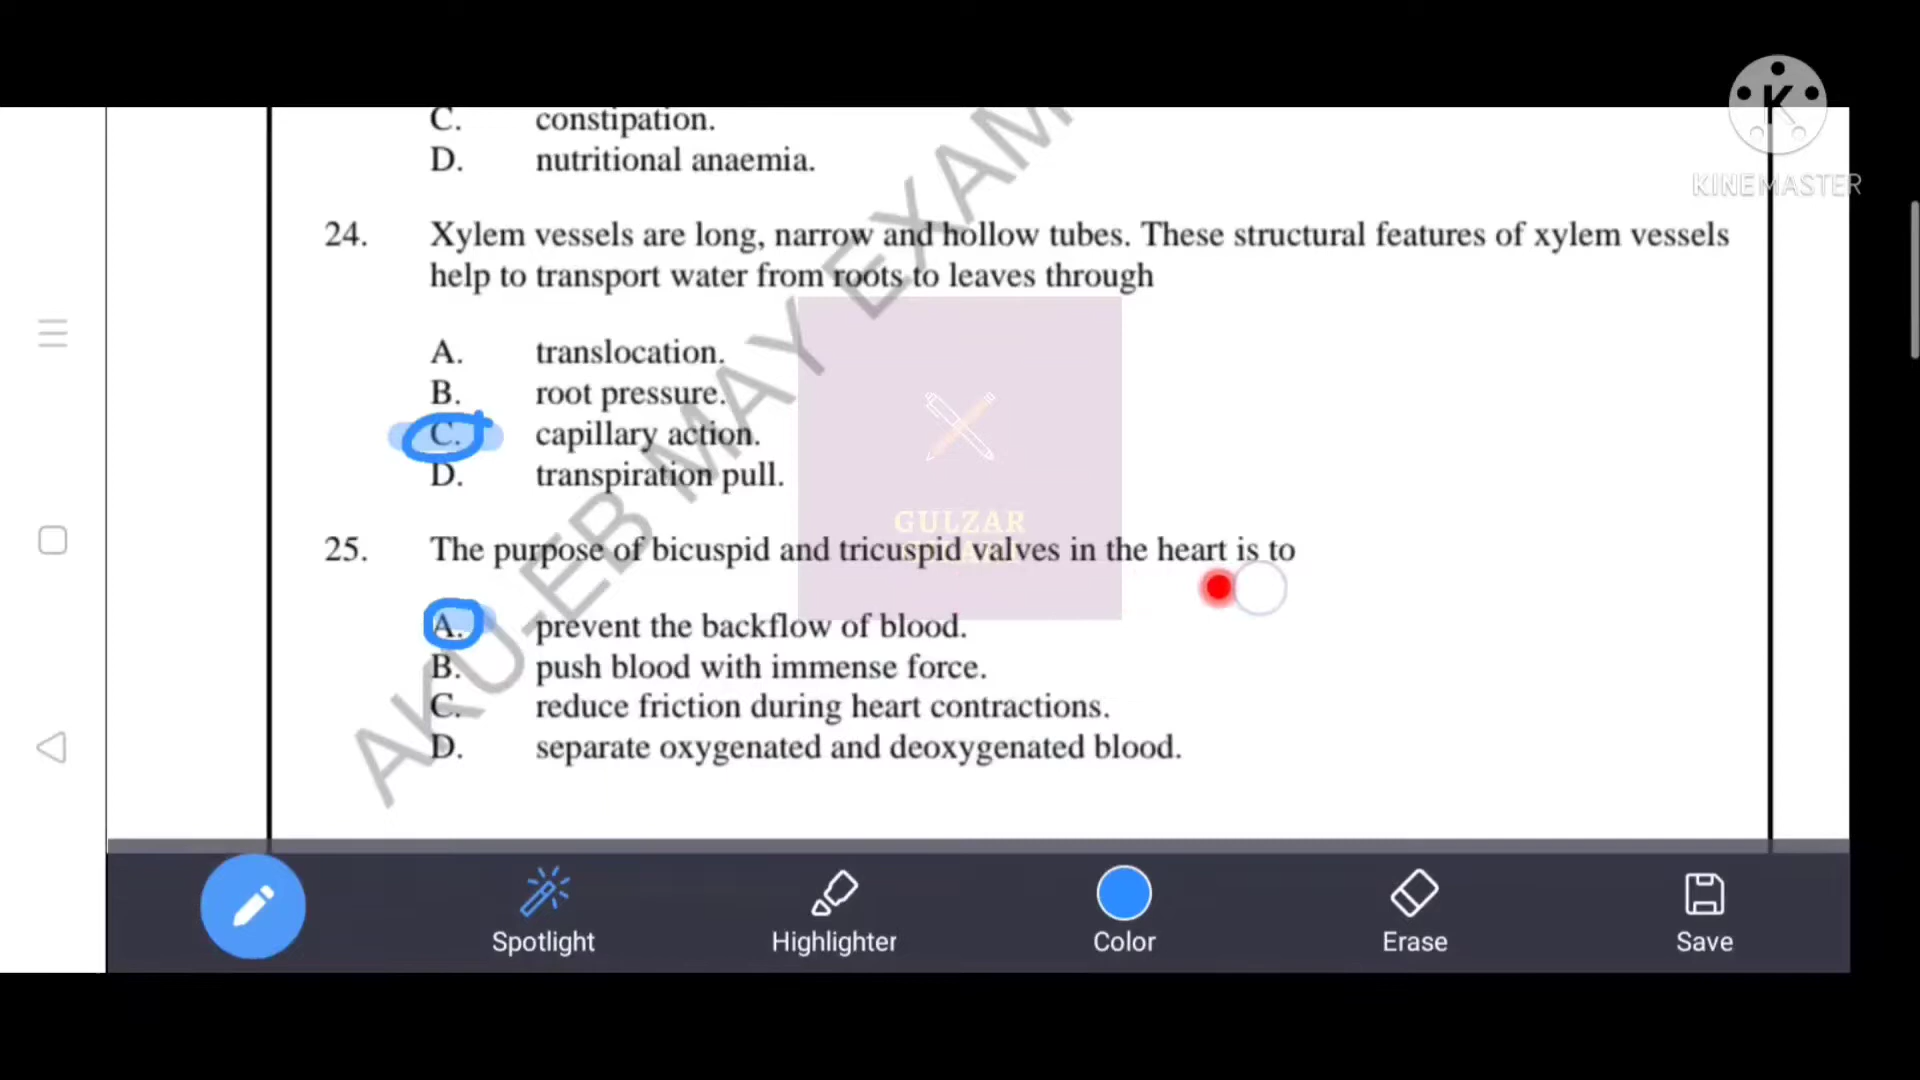 C. constipation.
D. nutritional anaemia.
KINEMASTER
24. Xylem vessels are long, narrow and hollow tubes. These structural features of xylem vessels
help to transport water from roots to leaves through
A. translocation.
B. root pressure.
C. capillary action.
D. transpiration pull.
GULZAR
25. The purpose of bicuspid and tricuspid valves in the heart is to
A. prevent the backflow of blood.
B. push blood with immense force.
C. reduce friction during heart contractions.
D. separate oxygenated and deoxygenated blood.
AKU-EB MAY EXAM
Spotlight Highlighter Color Erase Save